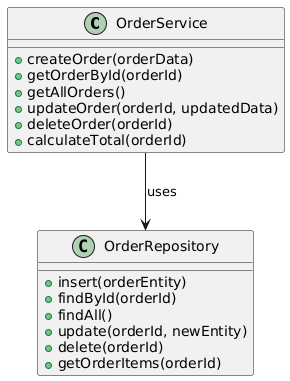 C OrderService
createOrder(orderData)
getOrderById(orderId)
getAllOrders()
updateOrder(orderId, updatedData)
deleteOrder(orderId)
calculateTotal(orderId)
uses
C OrderRepository
insert(orderEntity)
findById(orderId)
findAll()
update(orderId, newEntity)
delete(orderId)
getOrderItems(orderId)